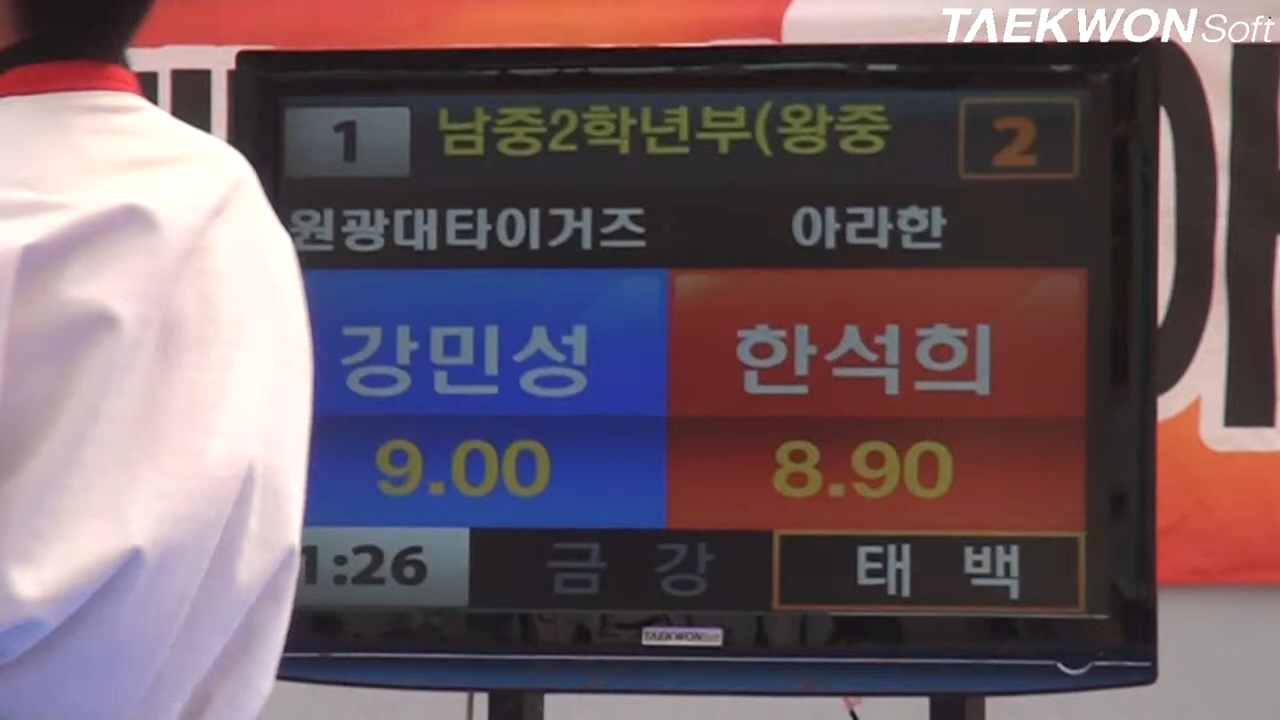 TAEKWON Soft
1 남중2학년부(왕중 2
원광대타이거즈 아라한
강민성 한석희
9.00 8.90
1:26 금 강 태 백
TAEKWONSoft